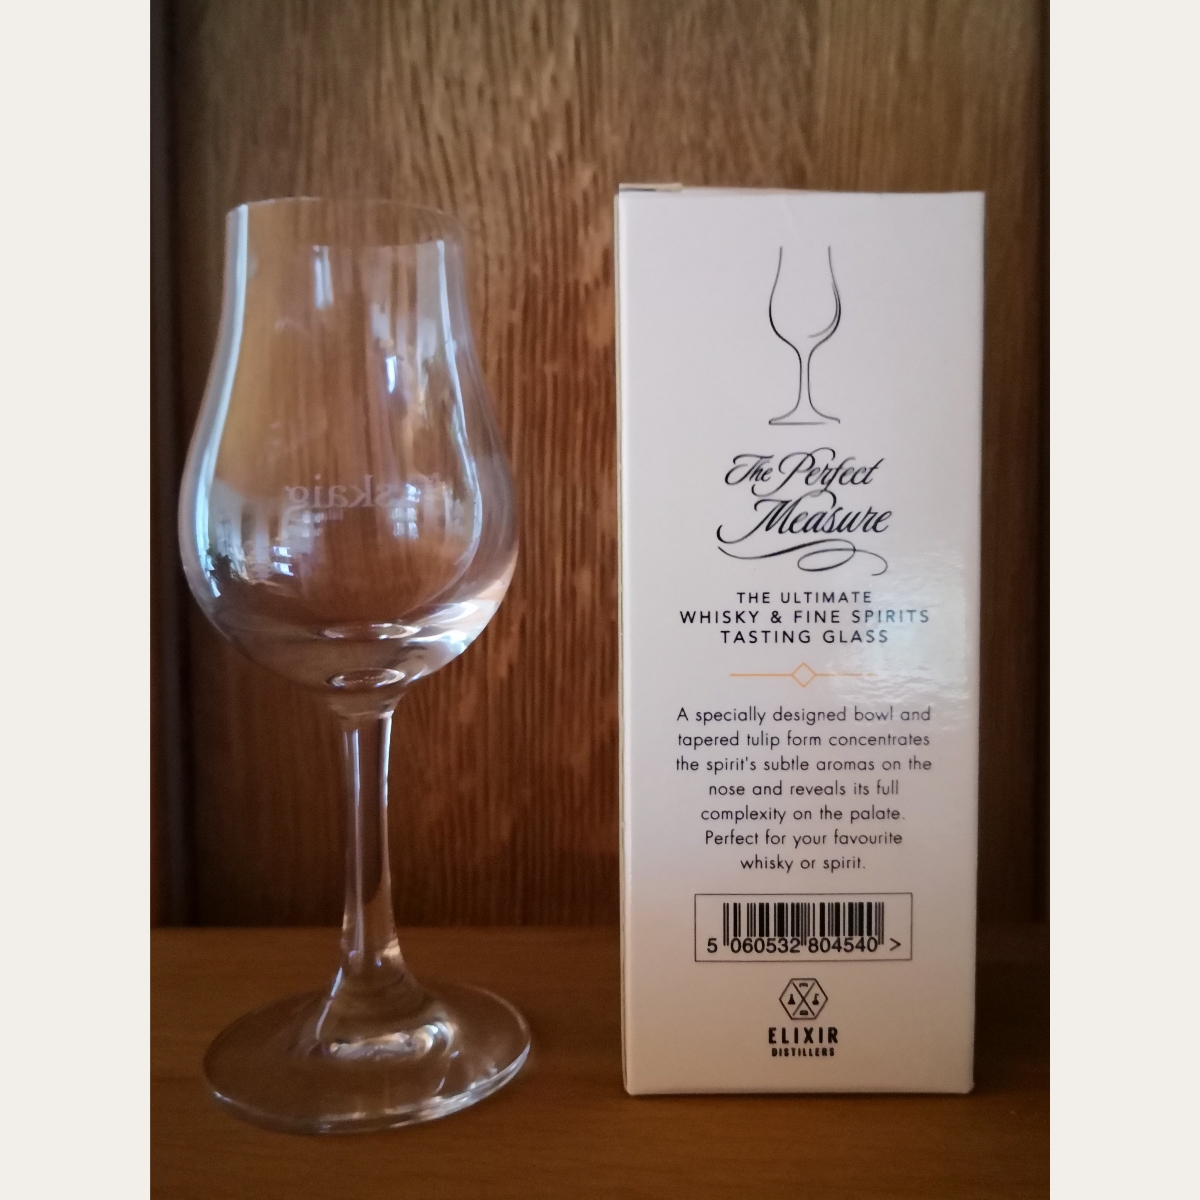 The Perfect
Measure
THE ULTIMATE
WHISKY & FINE SPIRITS
TASTING GLASS
A specially designed bowl and
tapered tulip form concentrates
the spirit's subtle aromas on the
nose and reveals its full
complexity on the palate.
Perfect for your favourite
whisky or spirit.
5 060532 804540 >
ELIXIR
DISTILLERS